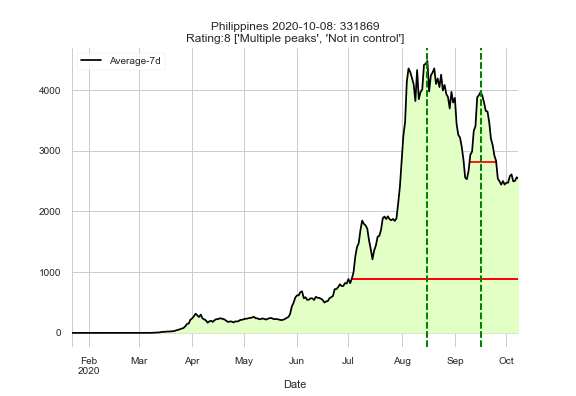 Philippines 2020-10-08: 331869
Rating:8 ['Multiple peaks', 'Not in control']
Average-7d
4000
3000
2000
1000
0
Feb Mar Apr May Jun Jul Aug Sep Oct
2020
Date